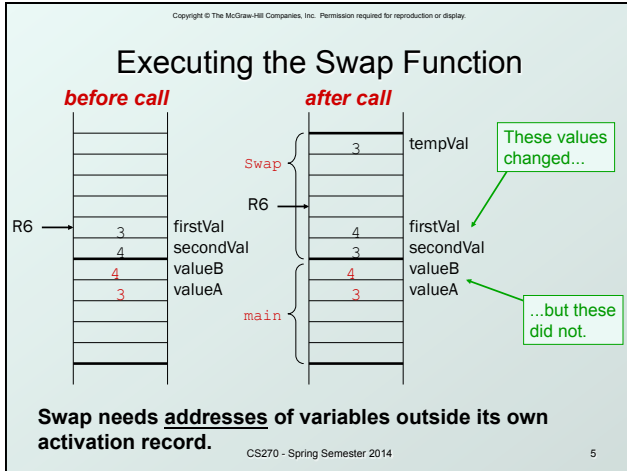 Copyright © The McGraw-Hill Companies, Inc. Permission required for reproduction or display.
Executing the Swap Function
before call
after call
R6
3
4
4
3
firstVal
secondVal
valueB
valueA
Swap
R6
main
3
4
3
4
3
tempVal
firstVal
secondVal
valueB
valueA
These values
changed...
...but these
did not.
Swap needs addresses of variables outside its own
activation record.
CS270 - Spring Semester 2014
5